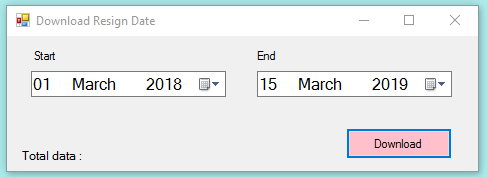 Download Resign Date
Start End
01 March 2018 15 March 2019
Download
Total data :